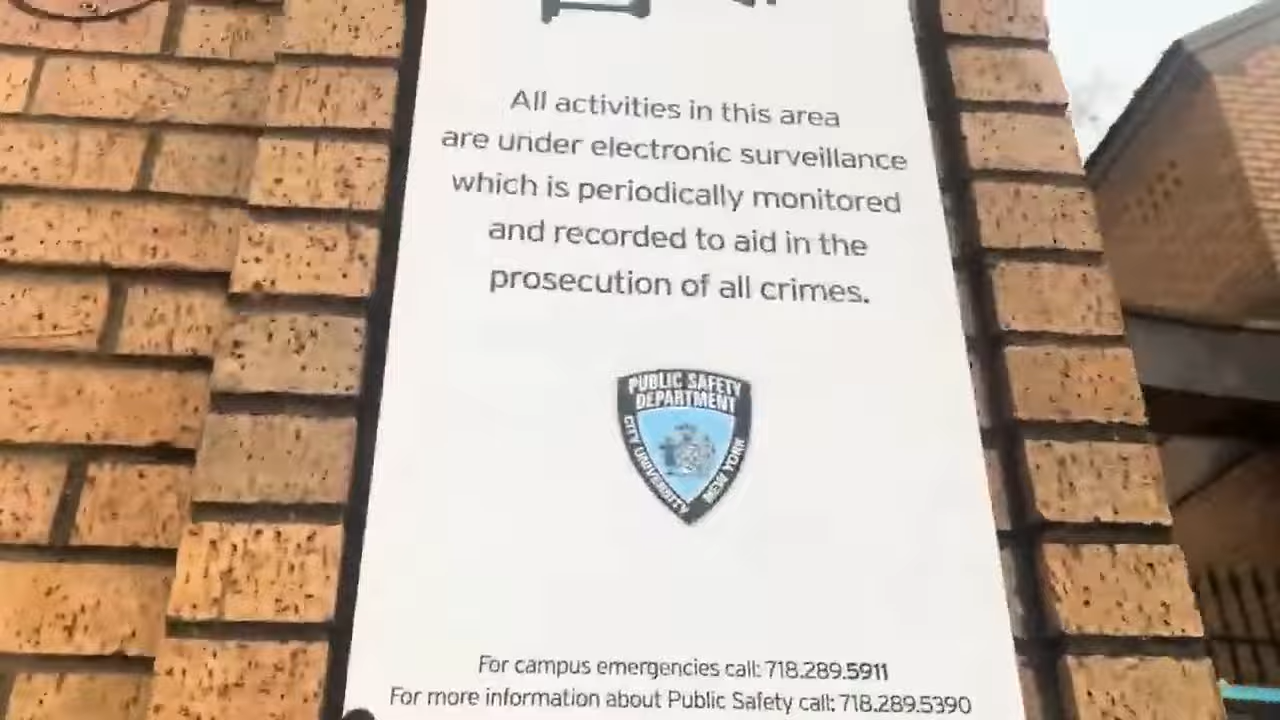 All activities in this area
are under electronic surveillance
which is periodically monitored
and recorded to aid in the
prosecution of all crimes.
PUBLIC SAFETY
DEPARTMENT
CITY UNIVERSITY
NEW YORK
For campus emergencies call: 718.289.5911
For more information about Public Safety call: 718.289.5390